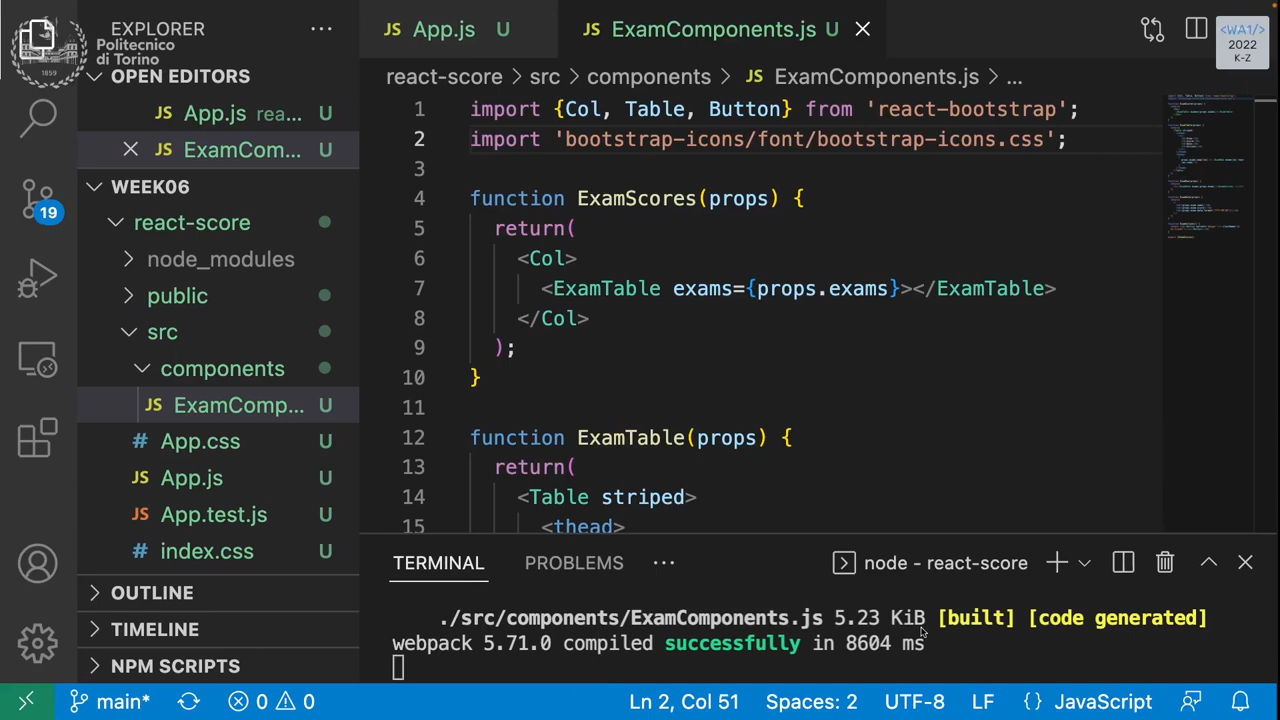 EXPLORER
Politecnico
di Torino
1899
OPEN EDITORS
JS App.js rea... U
JS ExamCom... U
WEEK06
react-score
node_modules
public
src
components
JS ExamComp... U
# App.css U
JS App.js U
App.test.js U
# index.css U
OUTLINE
TIMELINE
NPM SCRIPTS
19
JS App.js U
JS ExamComponents.js U
<WA1/>
2022
K-Z
react-score > src > components > JS ExamComponents.js > ...
1 import {Col, Table, Button} from 'react-bootstrap';
2 import 'bootstrap-icons/font/bootstrap-icons.css';
3
4 function ExamScores(props) {
5 return(
6 <Col>
7 <ExamTable exams={props.exams}></ExamTable>
8 </Col>
9 );
10 }
11
12 function ExamTable(props) {
13 return(
14 <Table striped>
15 <thead>
TERMINAL PROBLEMS ... node - react-score
./src/components/ExamComponents.js 5.23 KiB [built] [code generated]
webpack 5.71.0 compiled successfully in 8604 ms
main* 0 0 Ln 2, Col 51 Spaces: 2 UTF-8 LF {} JavaScript